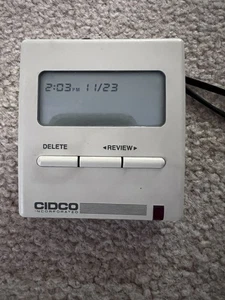 2:03 PM 11/23
DELETE ◄REVIEW►
CIDCO
INCORPORATED